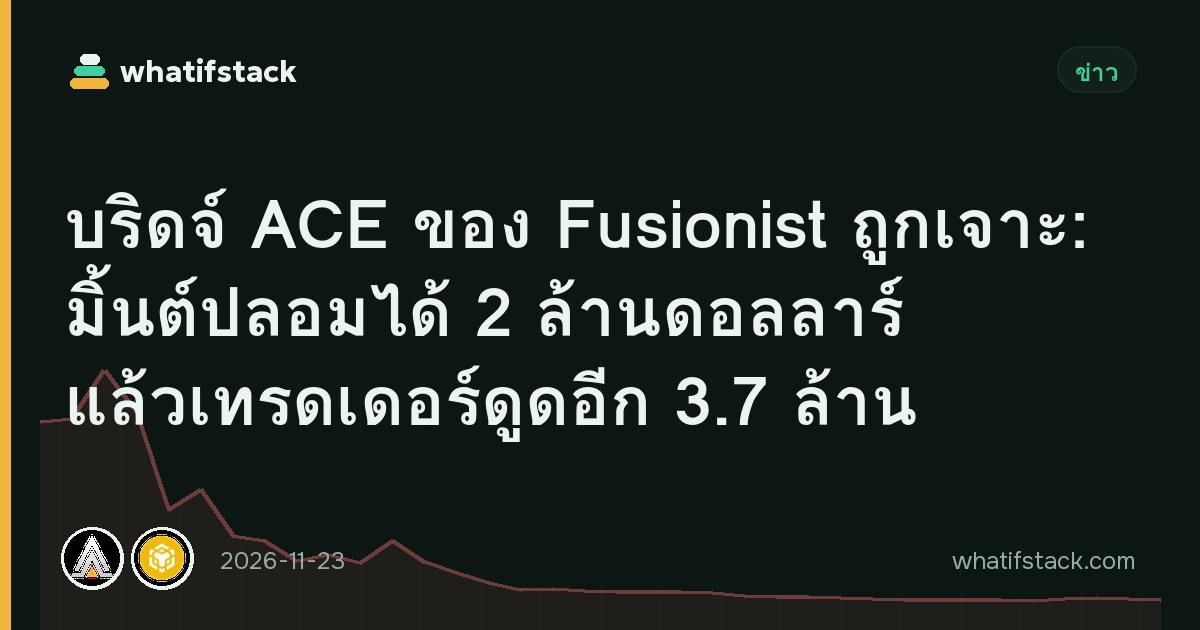 whatifstack
ข่าว
บริดจ์ ACE ของ Fusionist ถูกเจาะ:
มิ้นต์ปลอมได้ 2 ล้านดอลลาร์
แล้วเทรดเดอร์ดูดอีก 3.7 ล้าน
2026-11-23
whatifstack.com